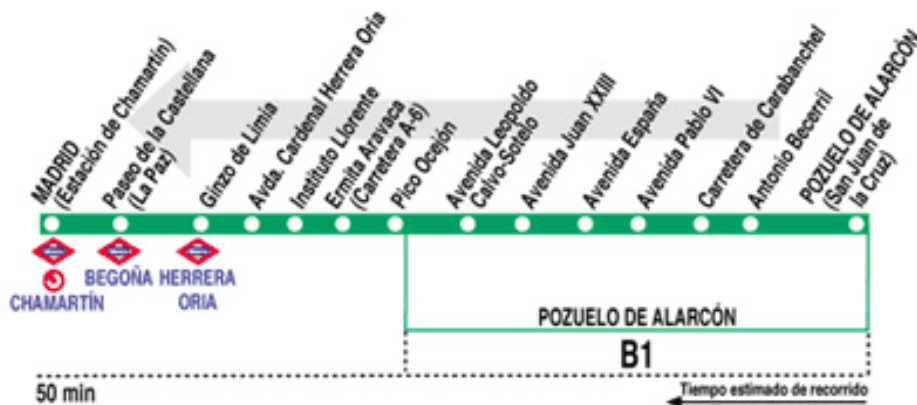 MADRID
(Estación de Chamartín)
Paseo de la Castellana
(La Paz)
Ginzo de Limia
Avda. Cardenal Herrera Oria
Instituto Llorente
Ermita Aravaca
(Carretera A-6)
Pico Ocejón
Avenida Leopoldo
Calvo-Sotelo
Avenida Juan XXIII
Avenida España
Avenida Pablo VI
Carretera de Carabanchel
Antonio Becerril
POZUELO DE ALARCÓN
(San Juan de
la Cruz)
CHAMARTÍN
BEGOÑA
HERRERA
ORIA
POZUELO DE ALARCÓN
B1
50 min
Tiempo estimado de recorrido